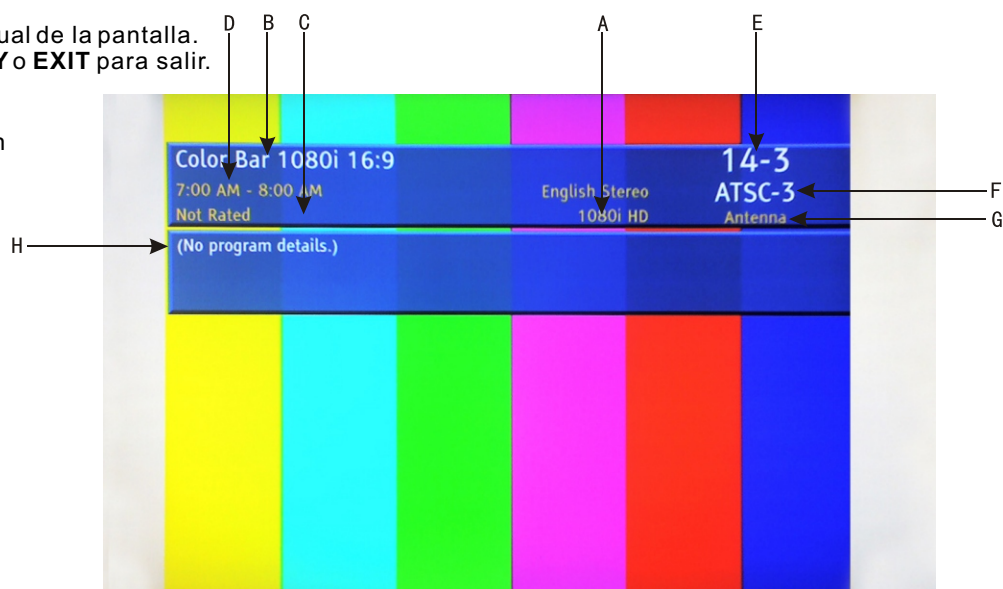 D B C A E
ual de la pantalla.
Y o EXIT para salir.
n
Color Bar 1080i 16:9 14-3
7:00 AM - 8:00 AM English Stereo ATSC-3 F
Not Rated 1080i HD Antenna G
H (No program details.)